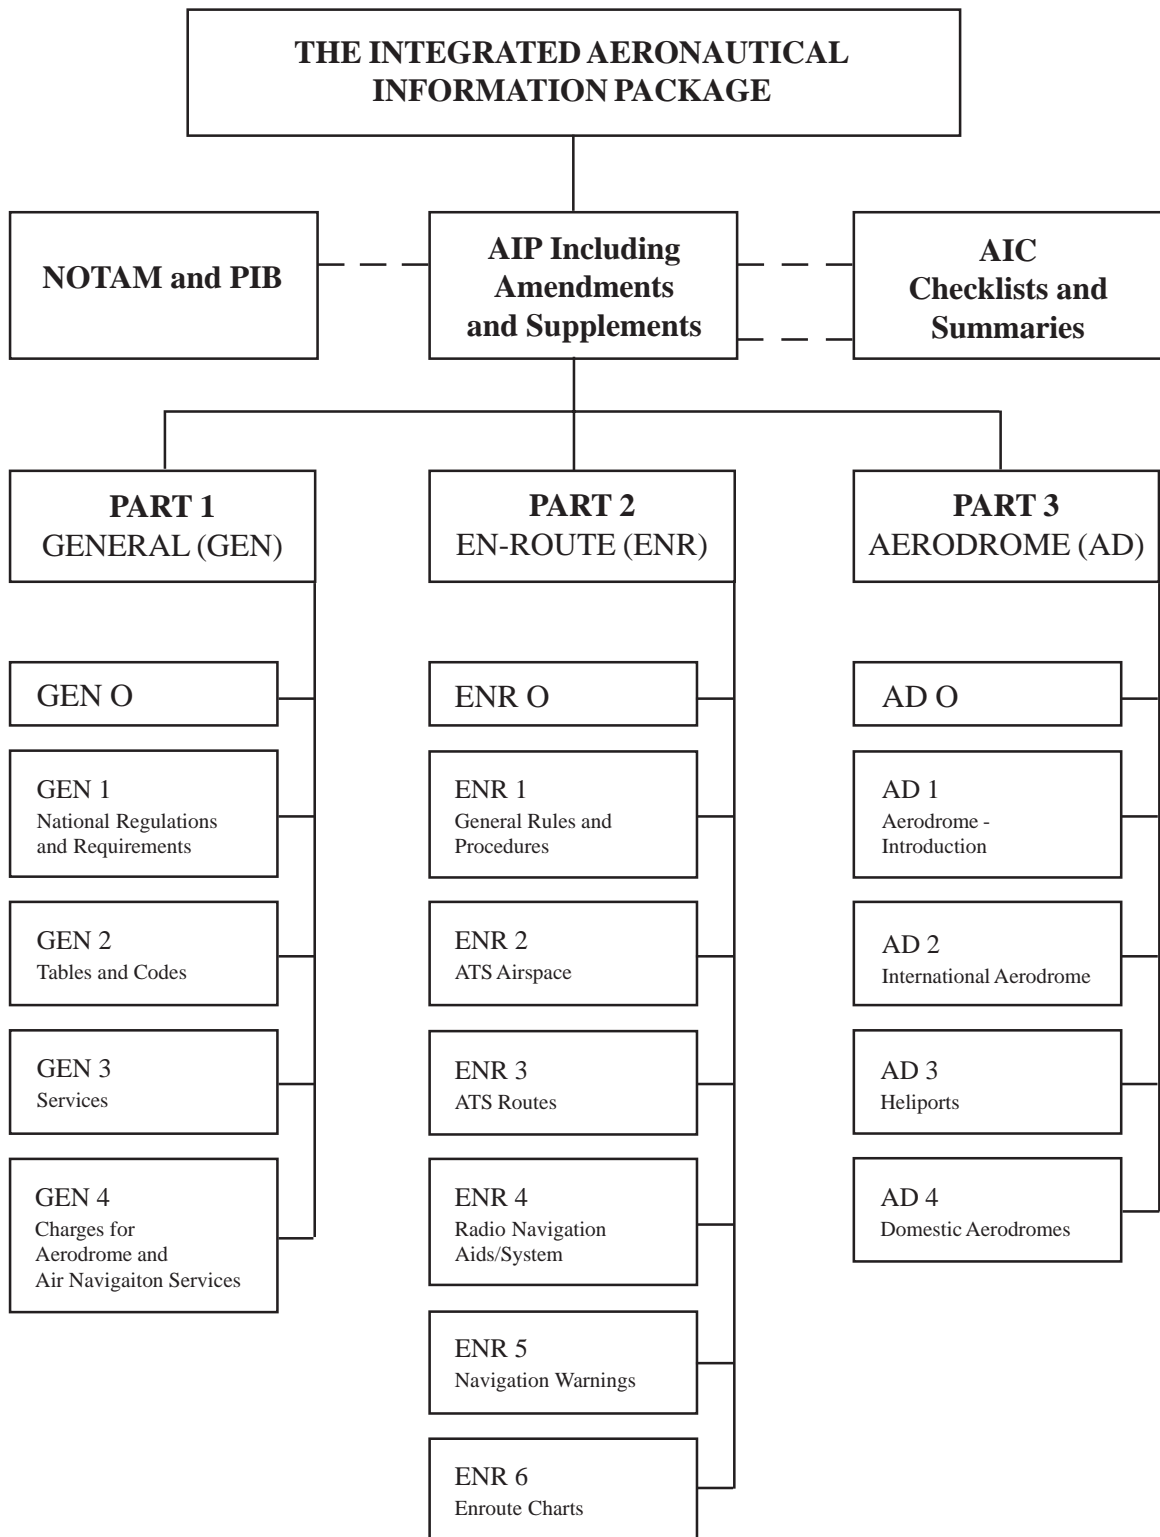 THE INTEGRATED AERONAUTICAL
INFORMATION PACKAGE
NOTAM and PIB
AIP Including
Amendments
and Supplements
AIC
Checklists and
Summaries
PART 1
GENERAL (GEN)
PART 2
EN-ROUTE (ENR)
PART 3
AERODROME (AD)
GEN O
GEN 1
National Regulations
and Requirements
GEN 2
Tables and Codes
GEN 3
Services
GEN 4
Charges for
Aerodrome and
Air Navigaiton Services
ENR O
ENR 1
General Rules and
Procedures
ENR 2
ATS Airspace
ENR 3
ATS Routes
ENR 4
Radio Navigation
Aids/System
ENR 5
Navigation Warnings
ENR 6
Enroute Charts
AD O
AD 1
Aerodrome -
Introduction
AD 2
International Aerodrome
AD 3
Heliports
AD 4
Domestic Aerodromes